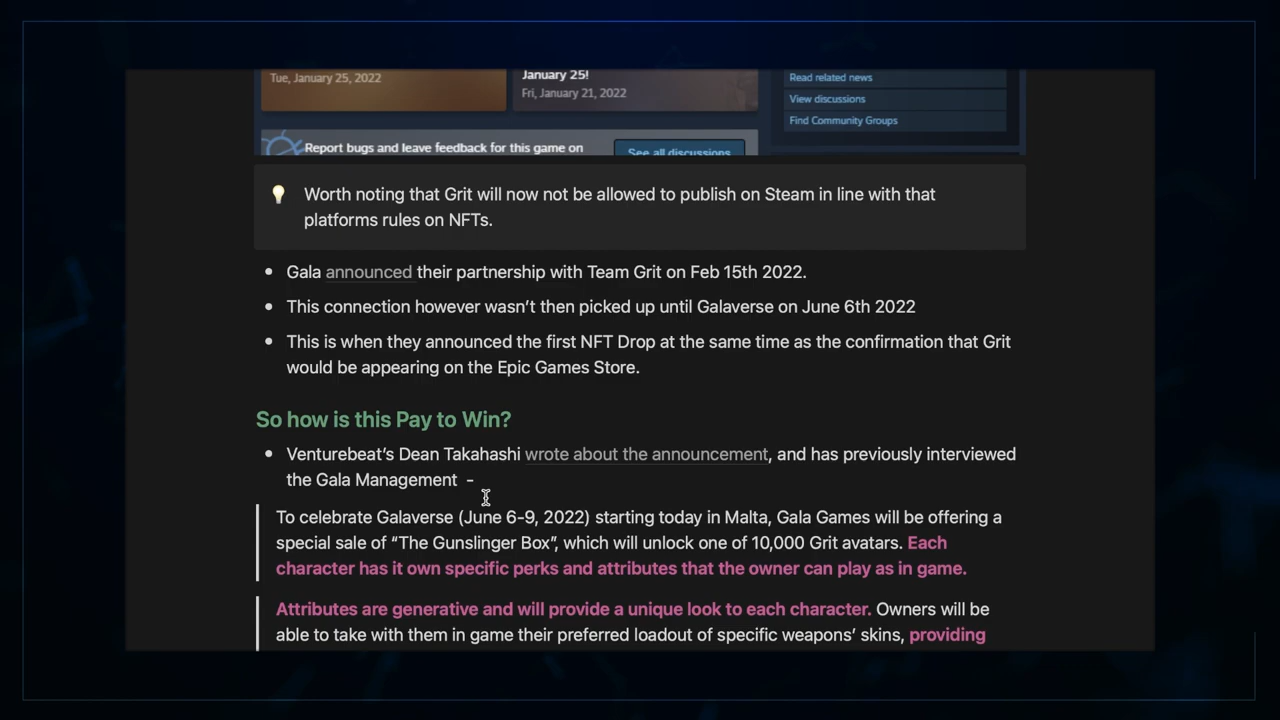 Tue, January 25, 2022
January 25!
Fri, January 21, 2022
Read related news
View discussions
Find Community Groups
Report bugs and leave feedback for this game on
See all discussions
Worth noting that Grit will now not be allowed to publish on Steam in line with that
platforms rules on NFTs.
• Gala announced their partnership with Team Grit on Feb 15th 2022.
• This connection however wasn't then picked up until Galaverse on June 6th 2022
• This is when they announced the first NFT Drop at the same time as the confirmation that Grit
would be appearing on the Epic Games Store.
So how is this Pay to Win?
• Venturebeat's Dean Takahashi wrote about the announcement, and has previously interviewed
the Gala Management -
To celebrate Galaverse (June 6-9, 2022) starting today in Malta, Gala Games will be offering a
special sale of “The Gunslinger Box”, which will unlock one of 10,000 Grit avatars. Each
character has it own specific perks and attributes that the owner can play as in game.
Attributes are generative and will provide a unique look to each character. Owners will be
able to take with them in game their preferred loadout of specific weapons’ skins, providing